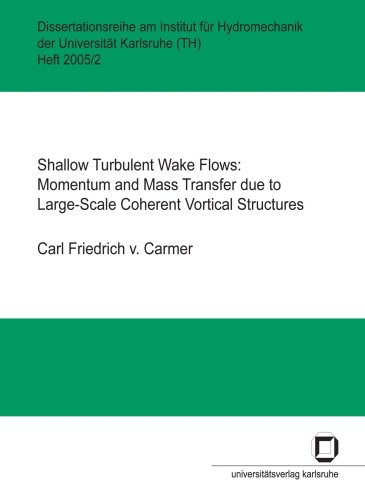 Dissertationsreihe am Institut für Hydromechanik
der Universität Karlsruhe (TH)
Heft 2005/2
Shallow Turbulent Wake Flows:
Momentum and Mass Transfer due to
Large-Scale Coherent Vortical Structures
Carl Friedrich v. Carmer
universitätsverlag karlsruhe